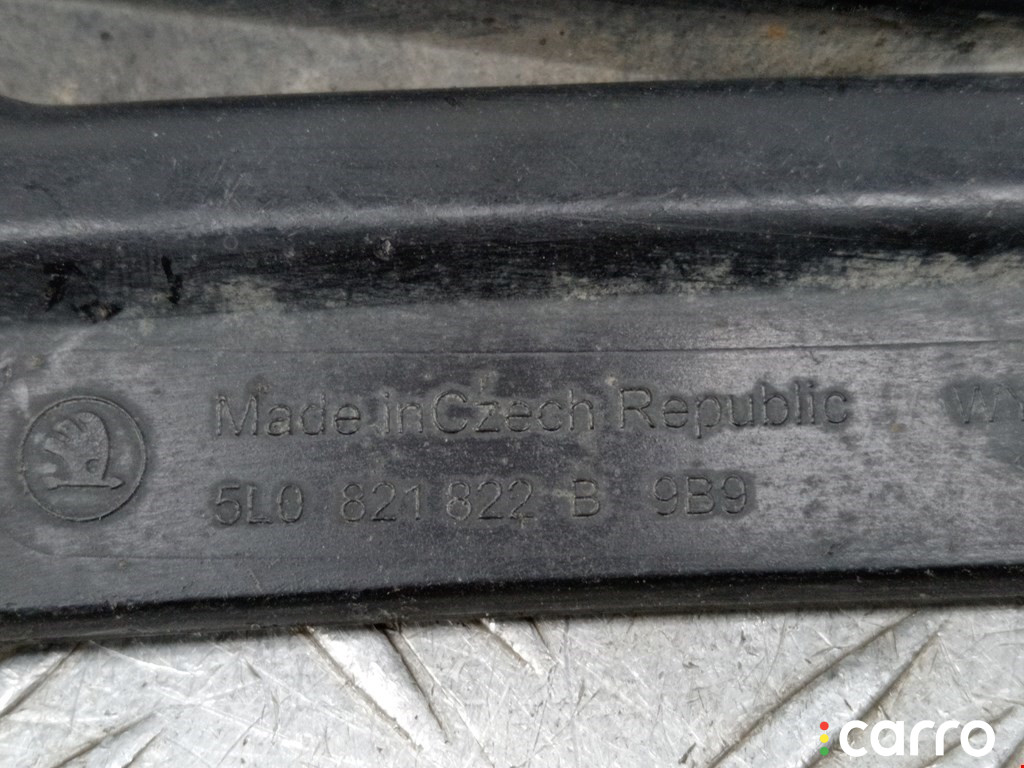 Made in Czech Republic
5L0 821 822 B 9B9
carro